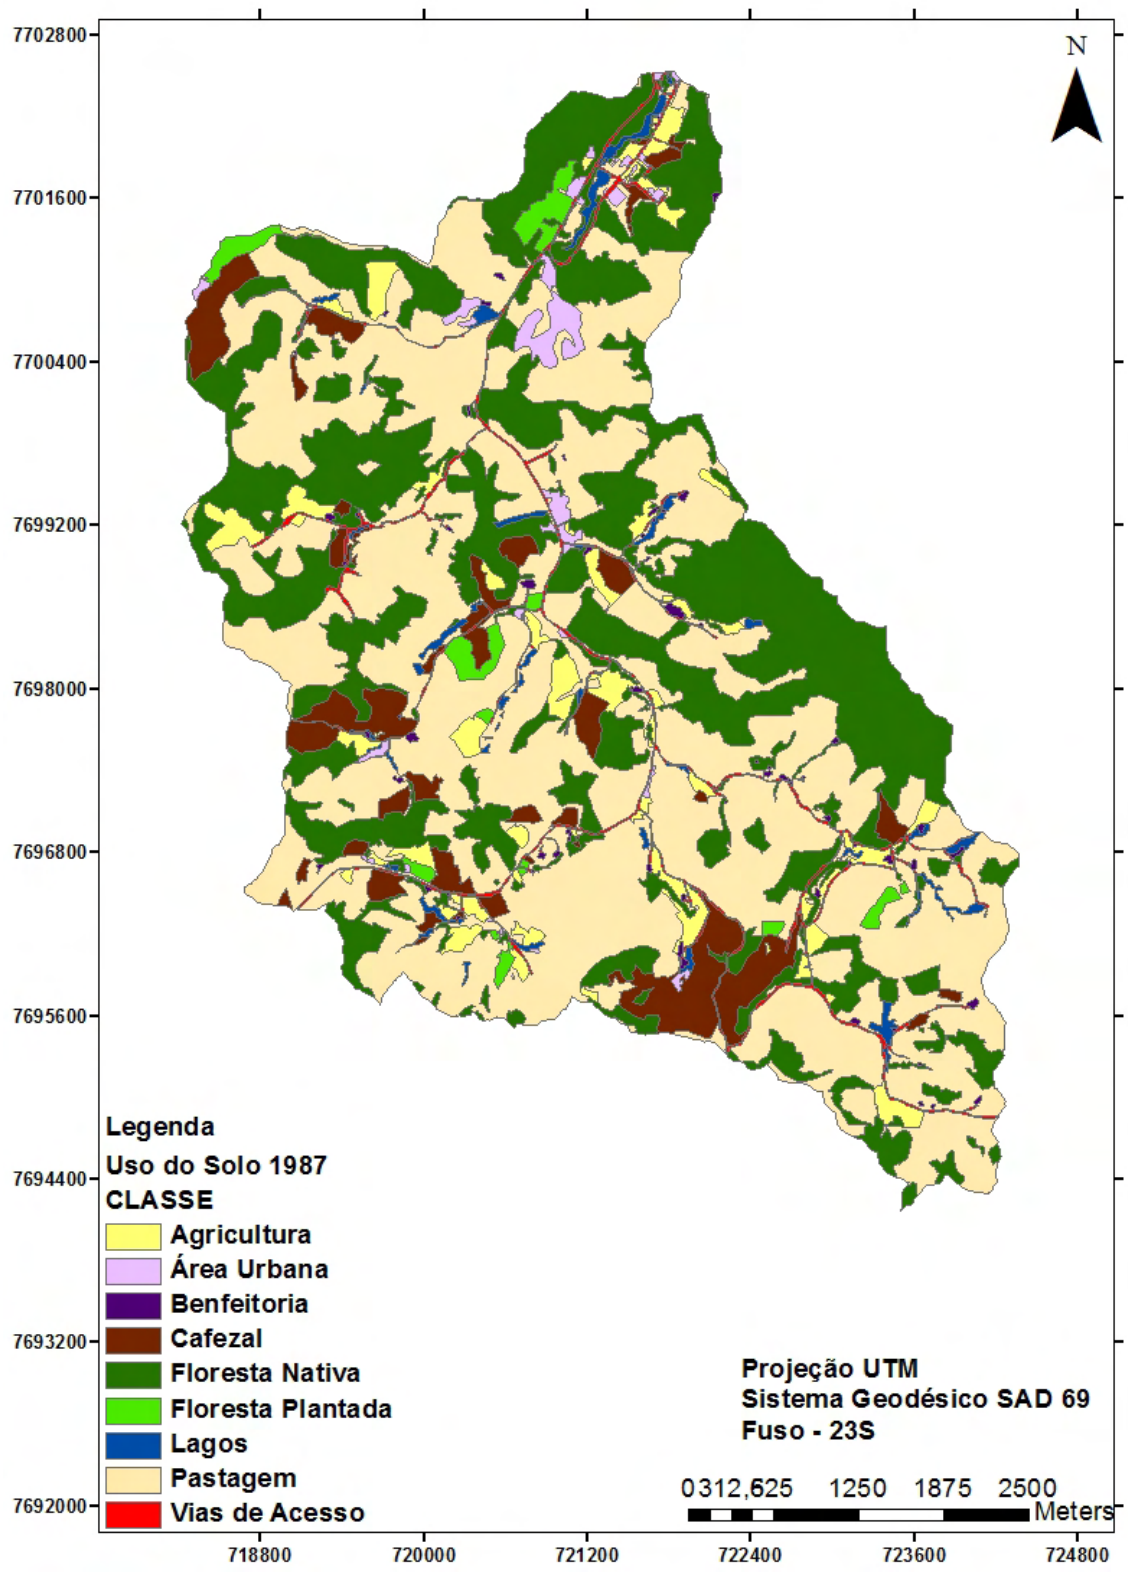 7702800
N
7701600
7700400
7699200
7698000
7696800
7695600
7694400
7693200
7692000
Legenda
Uso do Solo 1987
CLASSE
Agricultura
Área Urbana
Benfeitoria
Cafezal
Floresta Nativa
Floresta Plantada
Lagos
Pastagem
Vias de Acesso
Projeção UTM
Sistema Geodésico SAD 69
Fuso - 23S
0312,625 1250 1875 2500
Meters
718800 720000 721200 722400 723600 724800